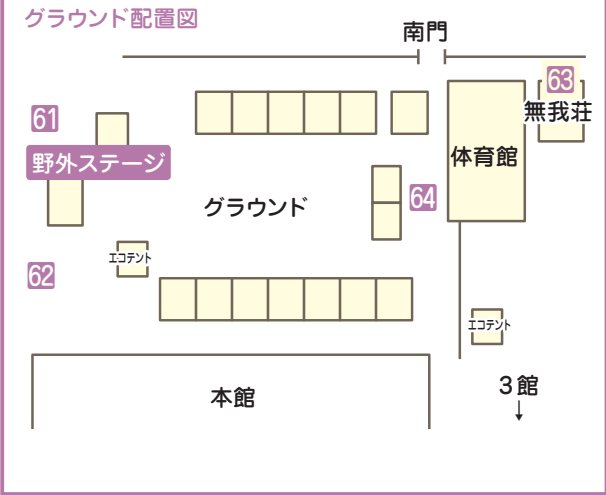 グラウンド配置図
南門
61
63
無我荘
野外ステージ
体育館
グラウンド
64
62
エコテント
エコテント
本館
3館
↓